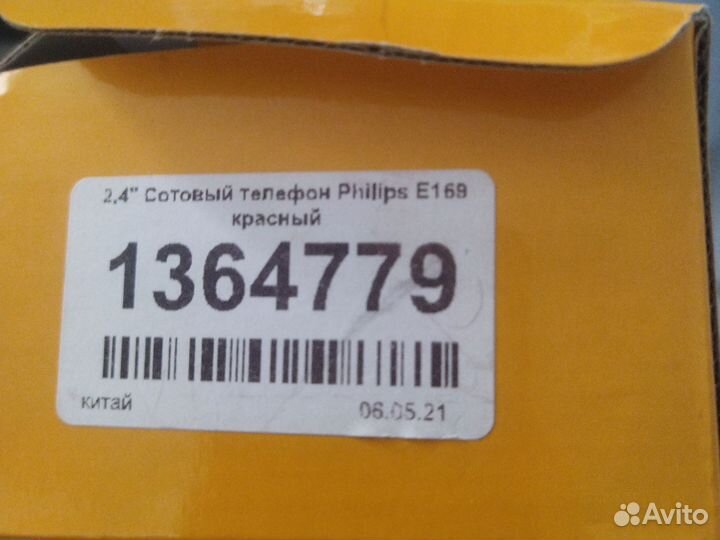 2,4" Сотовый телефон Philips E169
красный
1364779
китай
06.05.21
Avito